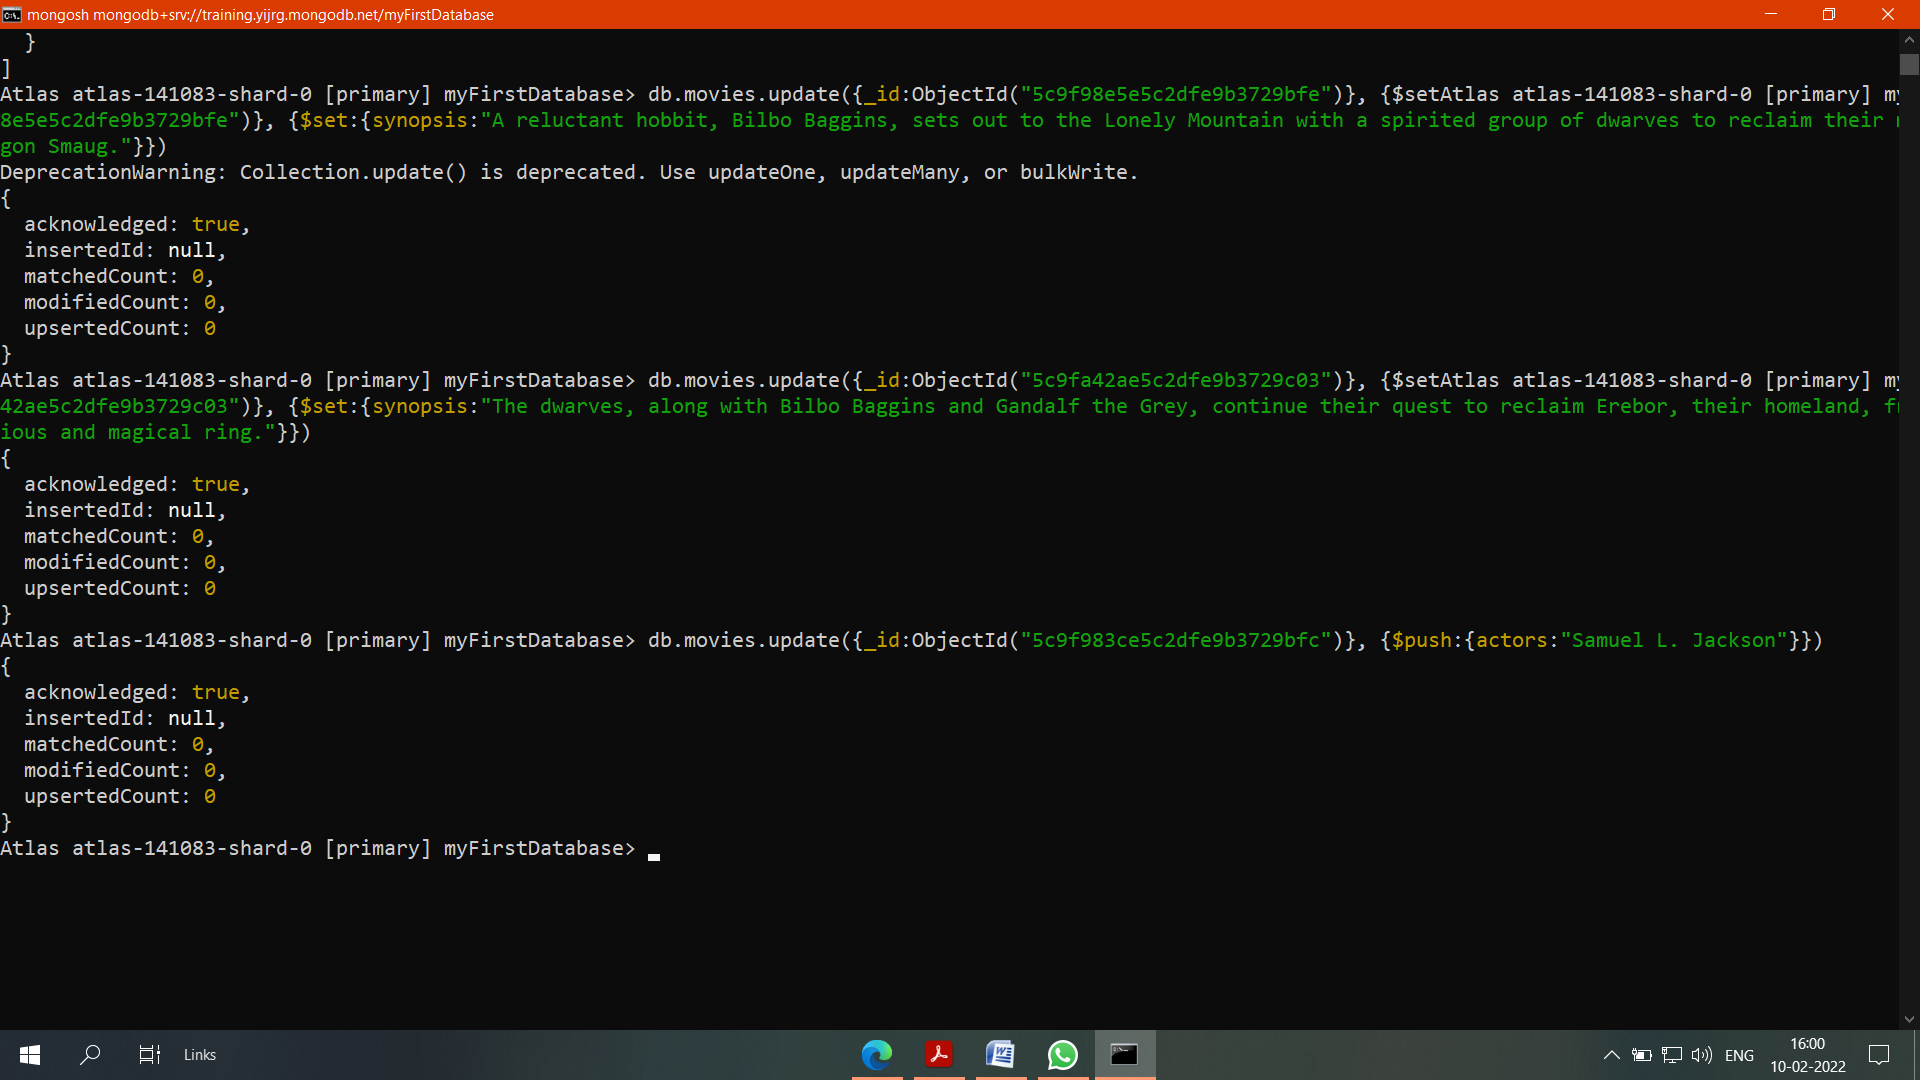 mongosh mongodb+srv://training.yijrg.mongodb.net/myFirstDatabase
}
]
Atlas atlas-141083-shard-0 [primary] myFirstDatabase> db.movies.update({_id:ObjectId("5c9f98e5e5c2dfe9b3729bfe")}, {$setAtlas atlas-141083-shard-0 [primary] my
8e5e5c2dfe9b3729bfe")}, {$set:{synopsis:"A reluctant hobbit, Bilbo Baggins, sets out to the Lonely Mountain with a spirited group of dwarves to reclaim their
gon Smaug."}})
DeprecationWarning: Collection.update() is deprecated. Use updateOne, updateMany, or bulkWrite.
{
  acknowledged: true,
  insertedId: null,
  matchedCount: 0,
  modifiedCount: 0,
  upsertedCount: 0
}
Atlas atlas-141083-shard-0 [primary] myFirstDatabase> db.movies.update({_id:ObjectId("5c9fa42ae5c2dfe9b3729c03")}, {$setAtlas atlas-141083-shard-0 [primary] my
42ae5c2dfe9b3729c03")}, {$set:{synopsis:"The dwarves, along with Bilbo Baggins and Gandalf the Grey, continue their quest to reclaim Erebor, their homeland, fr
ious and magical ring."}})
{
  acknowledged: true,
  insertedId: null,
  matchedCount: 0,
  modifiedCount: 0,
  upsertedCount: 0
}
Atlas atlas-141083-shard-0 [primary] myFirstDatabase> db.movies.update({_id:ObjectId("5c9f983ce5c2dfe9b3729bfc")}, {$push:{actors:"Samuel L. Jackson"}})
{
  acknowledged: true,
  insertedId: null,
  matchedCount: 0,
  modifiedCount: 0,
  upsertedCount: 0
}
Atlas atlas-141083-shard-0 [primary] myFirstDatabase>
Links
ENG
16:00
10-02-2022